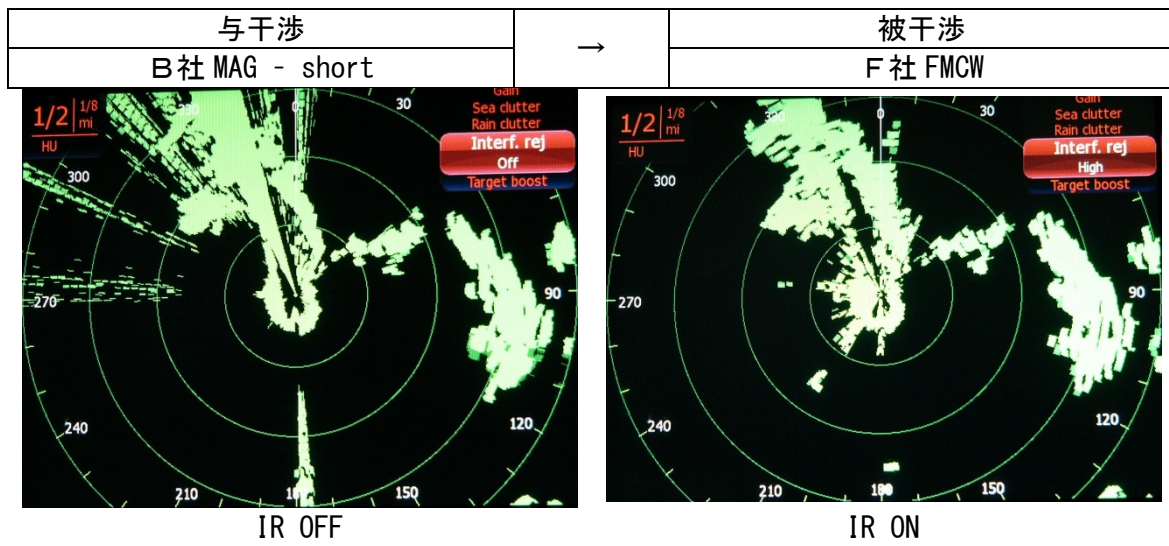 与干渉
→
被干渉
B社 MAG - short
F社 FMCW
1/2 1/8 mi
HU
Gain
Sea clutter
Rain clutter
Interf. rej
Off
Target boost
330
0
30
300
270
90
240
120
210
180
150
1/2 1/8 mi
HU
Gain
Sea clutter
Rain clutter
Interf. rej
High
Target boost
0
30
300
270
90
240
120
210
180
150
IR OFF
IR ON